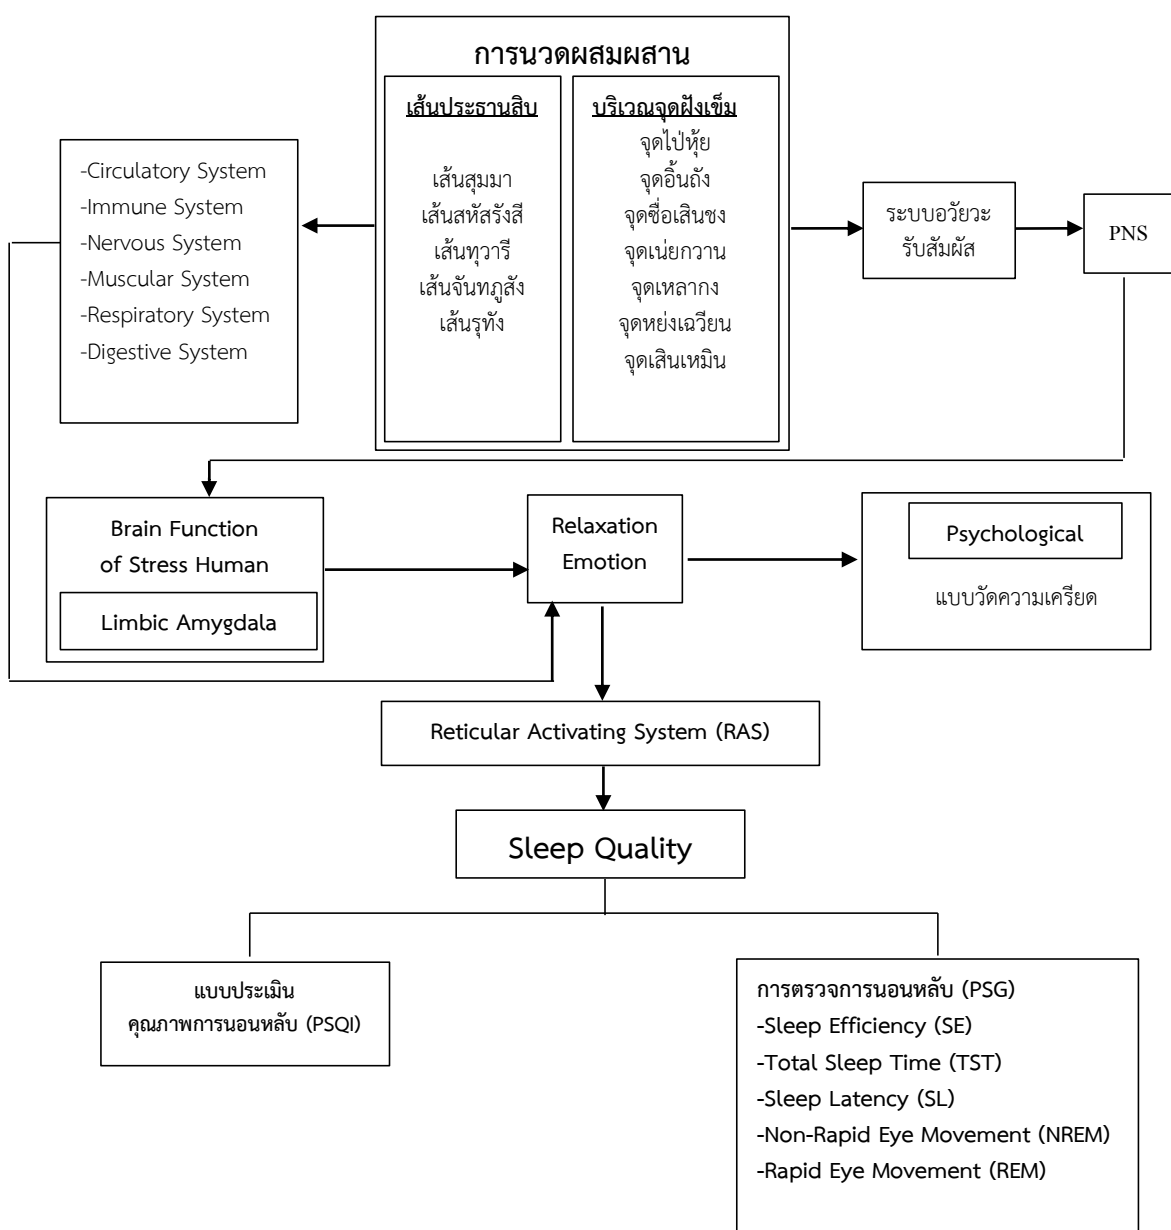 การนวดผสมผสาน
เส้นประธานสิบ
เส้นสุมมา
เส้นสหัสรังสี
เส้นทุวารี
เส้นจันทภูสัง
เส้นรุทัง
บริเวณจุดฝังเข็ม
จุดไป่หุ้ย
จุดอิ้นถัง
จุดซื่อเสินชง
จุดเน่ยกวาน
จุดเหลากง
จุดหย่งเฉวียน
จุดเสินเหมิน
-Circulatory System
-Immune System
-Nervous System
-Muscular System
-Respiratory System
-Digestive System
ระบบอวัยวะ
รับสัมผัส
PNS
Brain Function
of Stress Human
Limbic Amygdala
Relaxation
Emotion
Psychological
แบบวัดความเครียด
Reticular Activating System (RAS)
Sleep Quality
แบบประเมิน
คุณภาพการนอนหลับ (PSQI)
การตรวจการนอนหลับ (PSG)
-Sleep Efficiency (SE)
-Total Sleep Time (TST)
-Sleep Latency (SL)
-Non-Rapid Eye Movement (NREM)
-Rapid Eye Movement (REM)